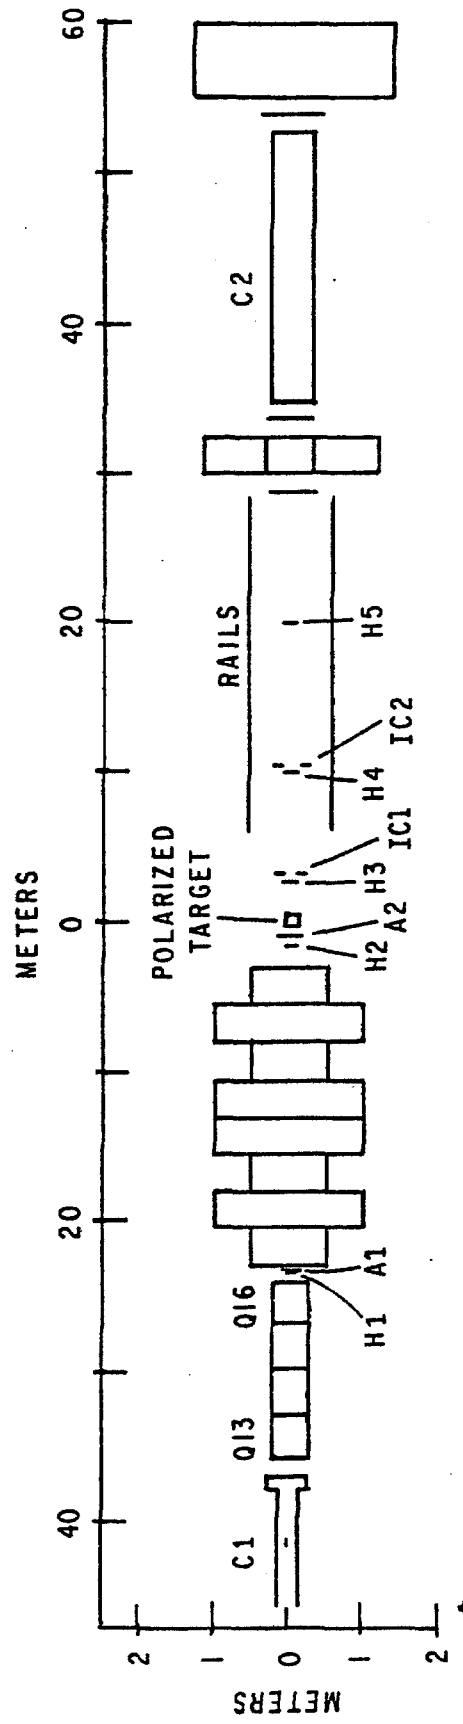 METERS
40
20
0
20
40
60
METERS
2
1
0
1
2
C1
Q13
Q16
H1
A1
H2
A2
POLARIZED
TARGET
H3
IC1
H4
IC2
RAILS
H5
C2